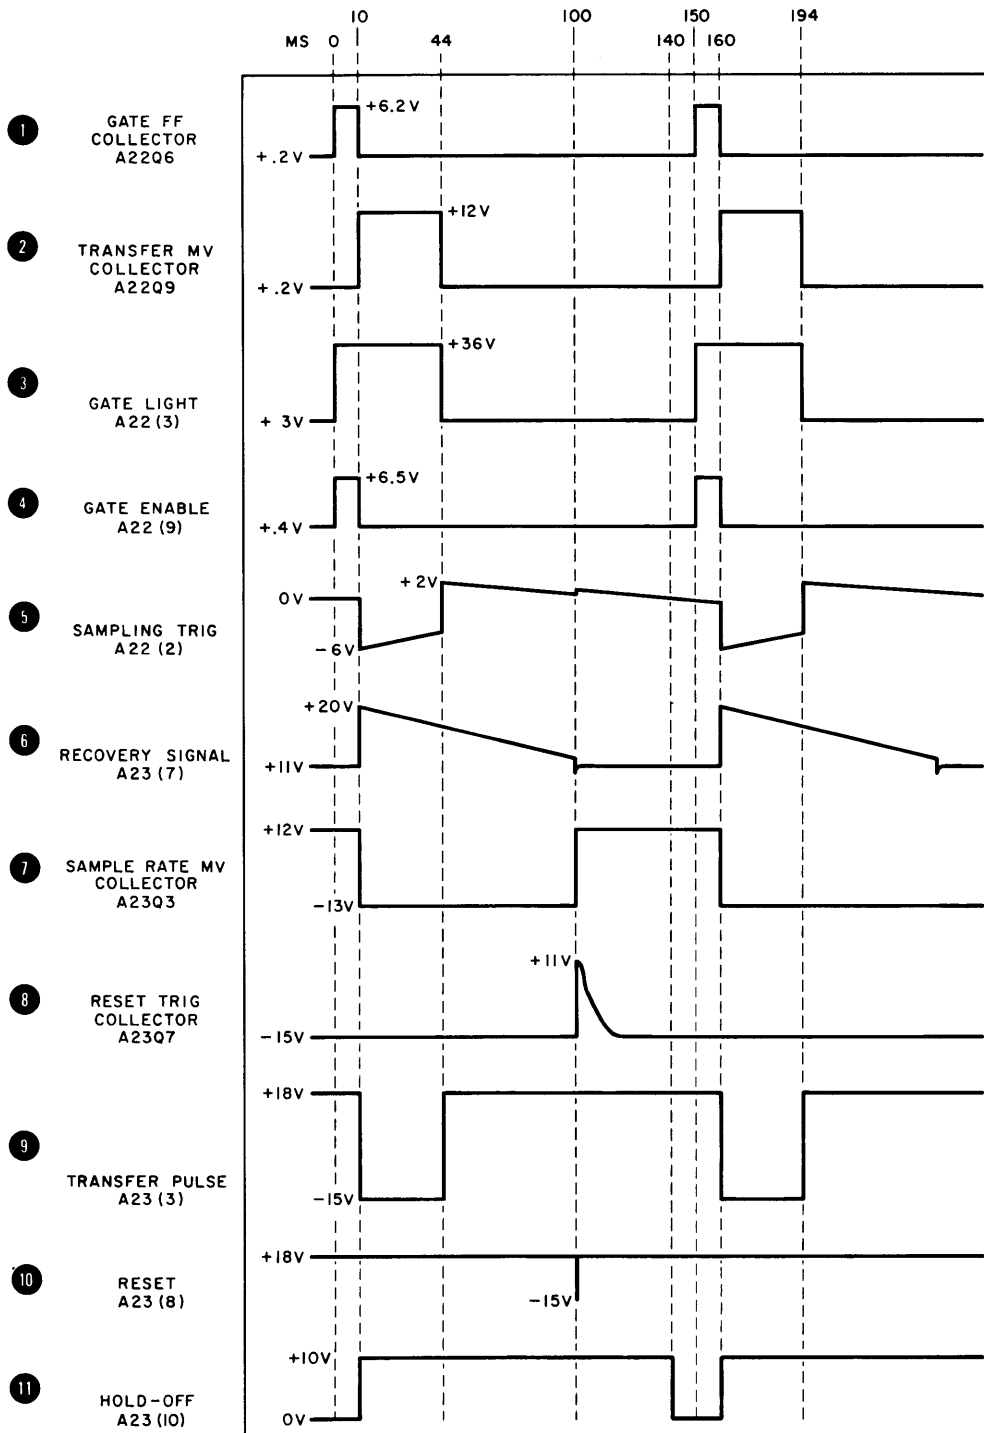 10 100 150 194
MS 0 44 140 160
1
GATE FF
COLLECTOR
A22Q6
+6.2V
+.2V
2
TRANSFER MV
COLLECTOR
A22Q9
+12V
+.2V
3
GATE LIGHT
A22(3)
+36V
+3V
4
GATE ENABLE
A22(9)
+6.5V
+.4V
5
SAMPLING TRIG
A22(2)
+2V
0V
-6V
6
RECOVERY SIGNAL
A23(7)
+20V
+11V
7
SAMPLE RATE MV
COLLECTOR
A23Q3
+12V
-13V
8
RESET TRIG
COLLECTOR
A23Q7
+11V
-15V
9
TRANSFER PULSE
A23(3)
+18V
-15V
10
RESET
A23(8)
+18V
-15V
11
HOLD-OFF
A23(10)
+10V
0V